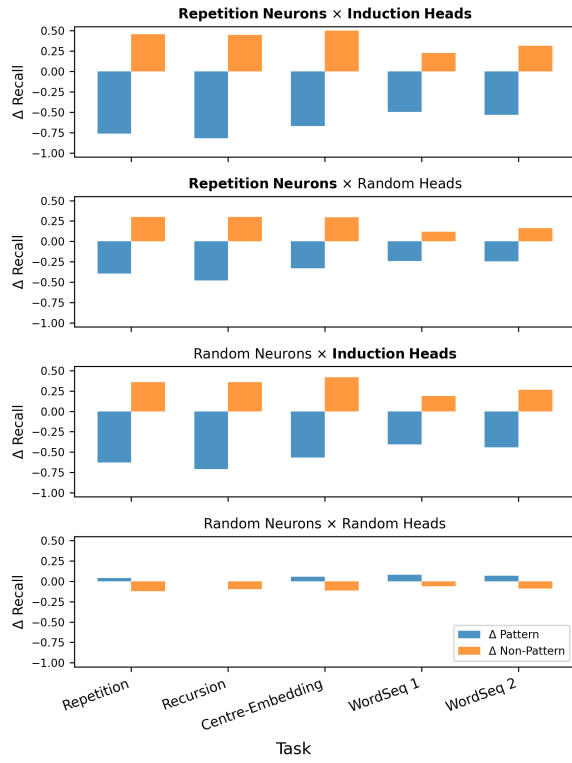 Repetition Neurons × Induction Heads
0.50
0.25
0.00
−0.25
−0.50
−0.75
−1.00
Δ Recall
Repetition Neurons × Random Heads
0.50
0.25
0.00
−0.25
−0.50
−0.75
−1.00
Δ Recall
Random Neurons × Induction Heads
0.50
0.25
0.00
−0.25
−0.50
−0.75
−1.00
Δ Recall
Random Neurons × Random Heads
0.50
0.25
0.00
−0.25
−0.50
−0.75
−1.00
Δ Recall
Δ Pattern
Δ Non-Pattern
Repetition
Recursion
Centre-Embedding
WordSeq 1
WordSeq 2
Task